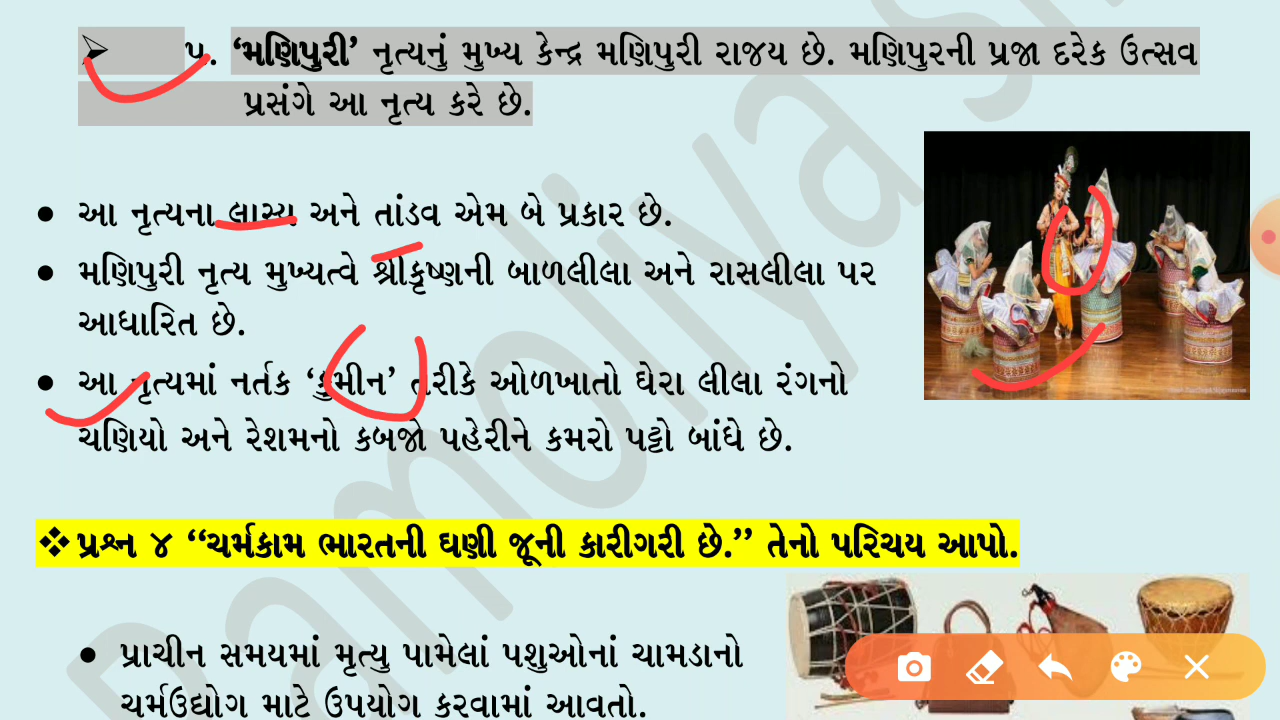 ૫. ‘મણિપુરી’ નૃત્યનું મુખ્ય કેન્દ્ર મણિપુરી રાજય છે. મણિપુરની પ્રજા દરેક ઉત્સવ
પ્રસંગે આ નૃત્ય કરે છે.
• આ નૃત્યના લાસ્ય અને તાંડવ એમ બે પ્રકાર છે.
• મણિપુરી નૃત્ય મુખ્યત્વે શ્રીકૃષ્ણની બાળલીલા અને રાસલીલા પર
આધારિત છે.
• આ નૃત્યમાં નર્તક ‘કુમીન’ તરીકે ઓળખાતો ઘેરા લીલા રંગનો
ચણિયો અને રેશમનો કબજો પહેરીને કમરો પટ્ટો બાંધે છે.
❖ પ્રશ્ન ૪ “ચર્મકામ ભારતની ઘણી જૂની કારીગરી છે.” તેનો પરિચય આપો.
• પ્રાચીન સમયમાં મૃત્યુ પામેલાં પશુઓનાં ચામડાનો
ચર્મઉદ્યોગ માટે ઉપયોગ કરવામાં આવતો.